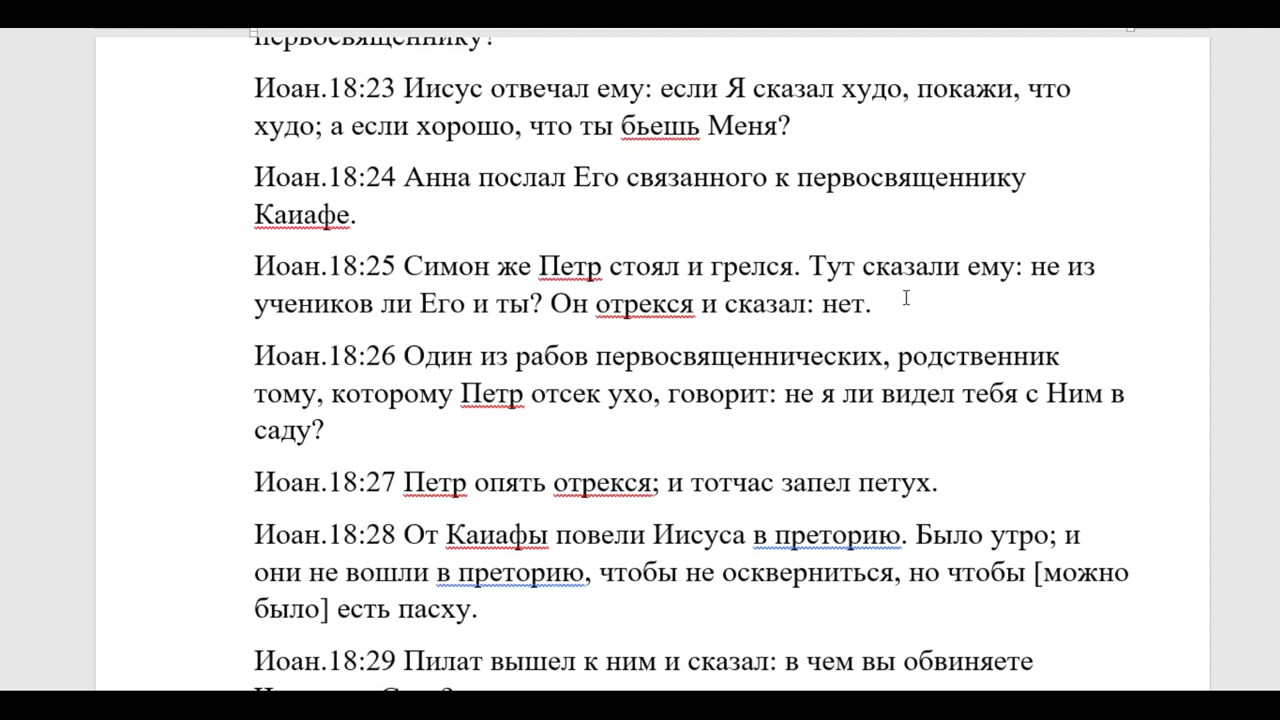 первосвященнику?
Иоан.18:23 Иисус отвечал ему: если Я сказал худо, покажи, что
худо; а если хорошо, что ты бьешь Меня?
Иоан.18:24 Анна послал Его связанного к первосвященнику
Каиафе.
Иоан.18:25 Симон же Петр стоял и грелся. Тут сказали ему: не из
учеников ли Его и ты? Он отрекся и сказал: нет.
Иоан.18:26 Один из рабов первосвященнических, родственник
тому, которому Петр отсек ухо, говорит: не я ли видел тебя с Ним в
саду?
Иоан.18:27 Петр опять отрекся; и тотчас запел петух.
Иоан.18:28 От Каиафы повели Иисуса в преторию. Было утро; и
они не вошли в преторию, чтобы не оскверниться, но чтобы [можно
было] есть пасху.
Иоан.18:29 Пилат вышел к ним и сказал: в чем вы обвиняете